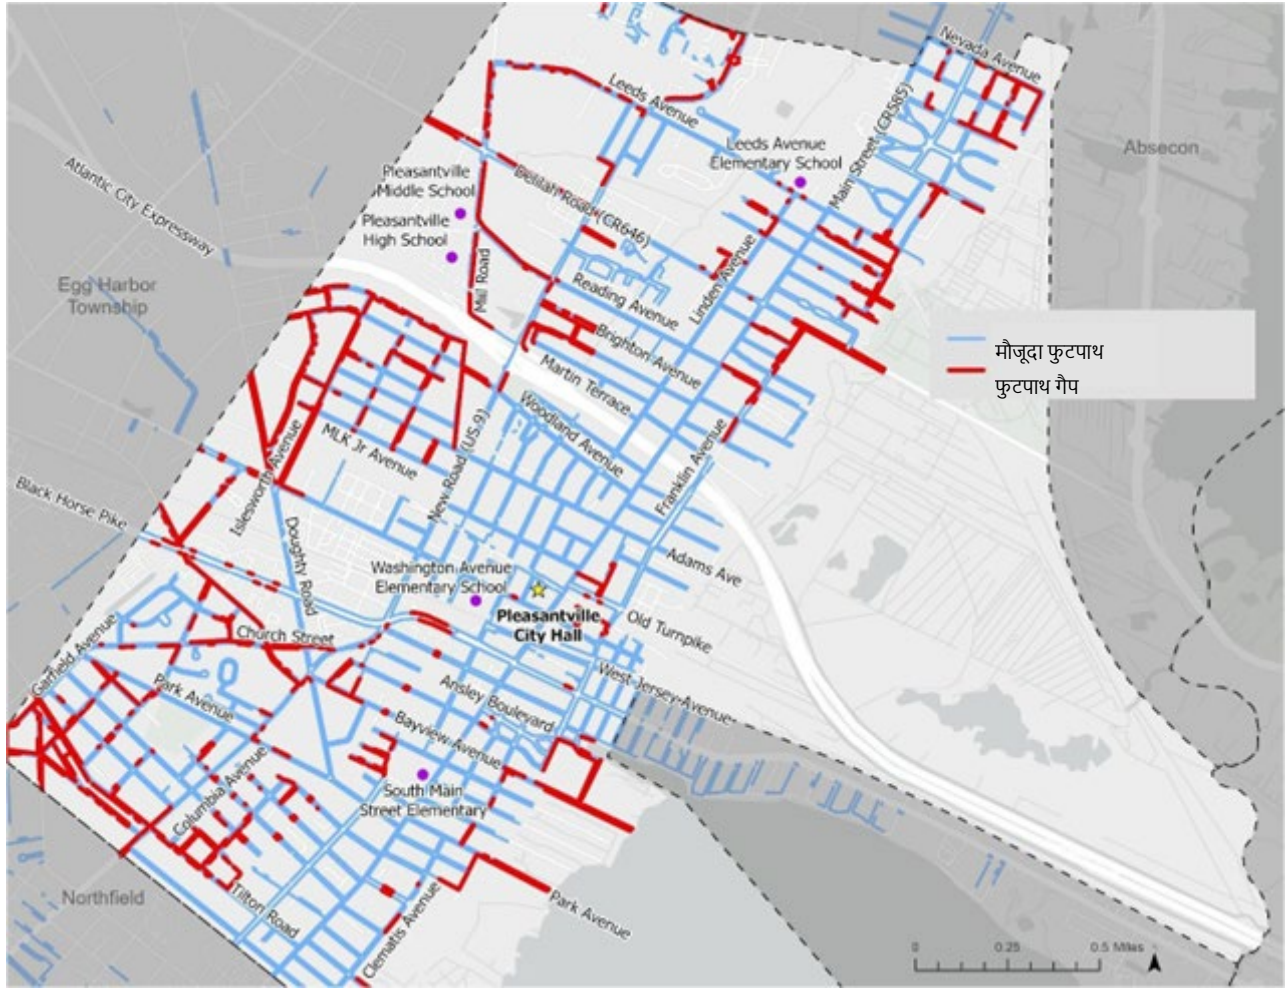 Nevada Avenue
Leeds Avenue
Main Street (CR585)
Leeds Avenue
Elementary School
Absecon
Pleasantville
Middle School
Atlantic City Expressway
Delilah Road (CR646)
Pleasantville
High School
Mill Road
Linden Avenue
Egg Harbor
Township
Reading Avenue
Brighton Avenue
मौजूदा फुटपाथ
फुटपाथ गैप
Martin Terrace
Woodland Avenue
MLK Jr Avenue
New Road (US 9)
Franklin Avenue
Islesworth Avenue
Black Horse Pike
Doughty Road
Adams Ave
Washington Avenue
Elementary School
Pleasantville
City Hall
Old Turnpike
Church Street
Garfield Avenue
West Jersey Avenue
Park Avenue
Ansley Boulevard
Bayview Avenue
Columbia Avenue
South Main
Street Elementary
Northfield
Tilton Road
Clematis Avenue
Park Avenue
0 0.25 0.5 Miles